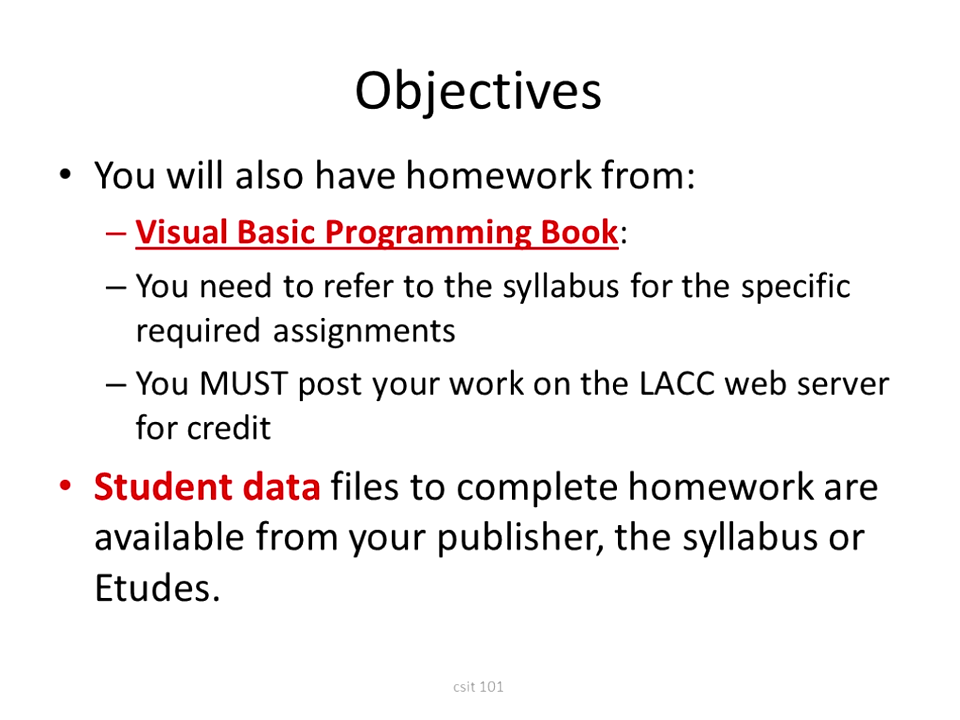 Objectives
• You will also have homework from:
– Visual Basic Programming Book:
– You need to refer to the syllabus for the specific
required assignments
– You MUST post your work on the LACC web server
for credit
• Student data files to complete homework are
available from your publisher, the syllabus or
Etudes.
csit 101